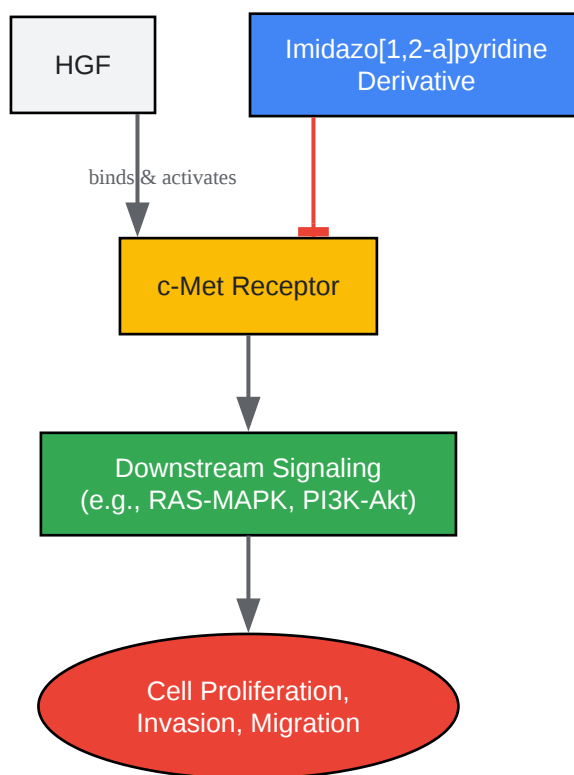 HGF
Imidazo[1,2-a]pyridine
Derivative
binds & activates
c-Met Receptor
Downstream Signaling
(e.g., RAS-MAPK, PI3K-Akt)
Cell Proliferation,
Invasion, Migration